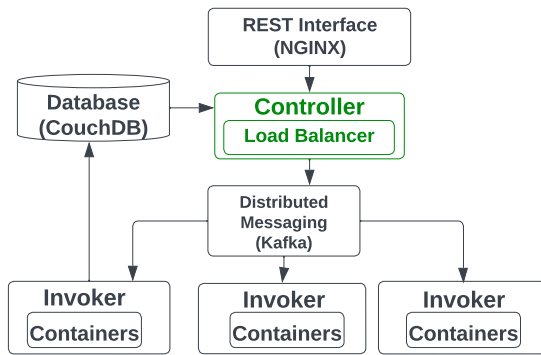 REST Interface
(NGINX)
Database
(CouchDB)
Controller
Load Balancer
Distributed
Messaging
(Kafka)
Invoker
Containers
Invoker
Containers
Invoker
Containers